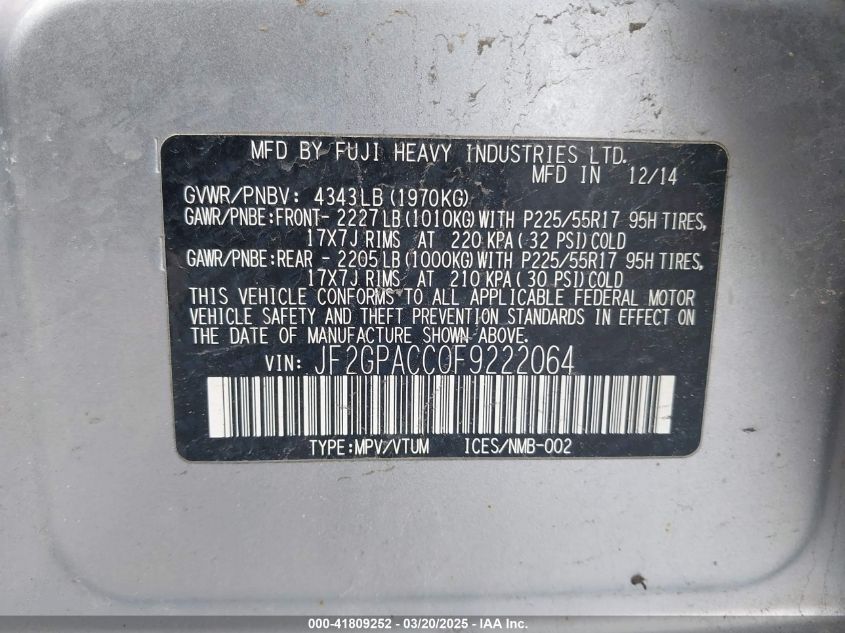 MFD BY FUJI HEAVY INDUSTRIES LTD.
MFD IN 12/14
GVWR/PNBV: 4343LB(1970KG)
GAWR/PNBE:FRONT- 2227LB(1010KG)WITH P225/55R17 95H TIRES,
17X7J RIMS AT 220 KPA( 32 PSI)COLD
GAWR/PNBE:REAR - 2205LB(1000KG)WITH P225/55R17 95H TIRES,
17X7J RIMS AT 210 KPA( 30 PSI)COLD
THIS VEHICLE CONFORMS TO ALL APPLICABLE FEDERAL MOTOR
VEHICLE SAFETY AND THEFT PREVENTION STANDARDS IN EFFECT ON
THE DATE OF MANUFACTURE SHOWN ABOVE.
VIN: JF2GPACC0F9222064
TYPE:MPV/VTUM ICES/NMB-002
000-41809252 - 03/20/2025 - www.iaai.com